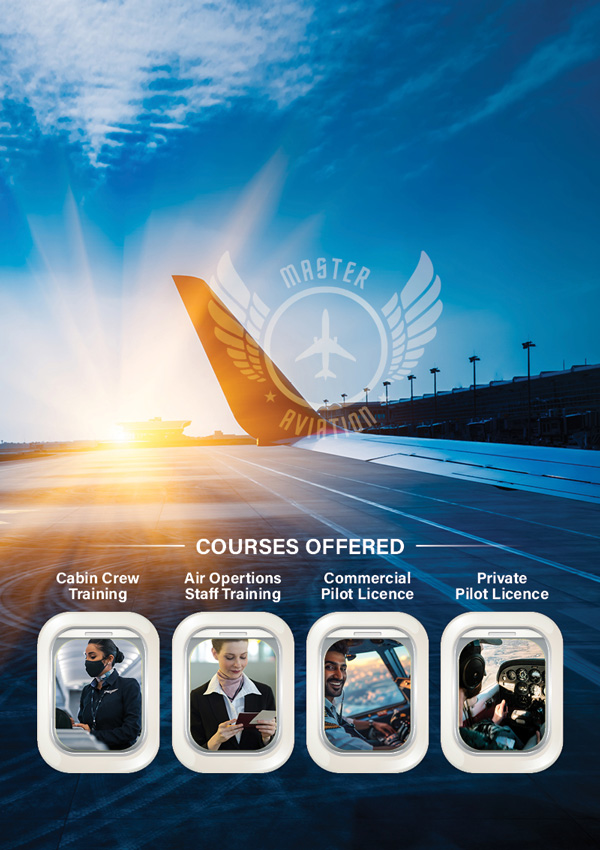 MASTER
AVIATION
COURSES OFFERED
Cabin Crew
Training
Air Opertions
Staff Training
Commercial
Pilot Licence
Private
Pilot Licence